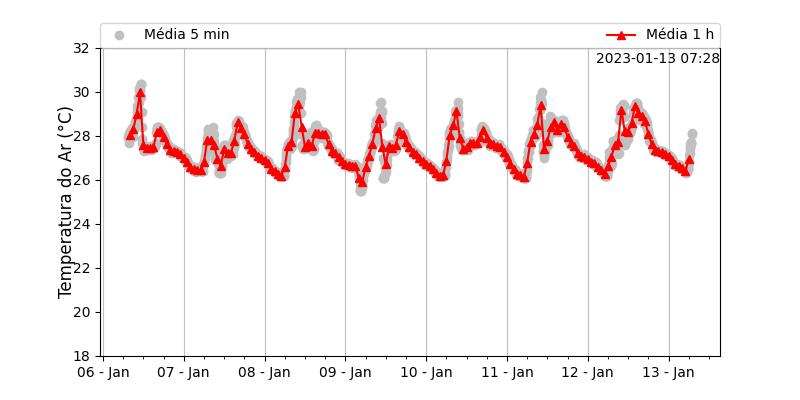 Média 5 min
Média 1 h
2023-01-13 07:28
Temperatura do Ar (°C)
32
30
28
26
24
22
20
18
06 - Jan
07 - Jan
08 - Jan
09 - Jan
10 - Jan
11 - Jan
12 - Jan
13 - Jan